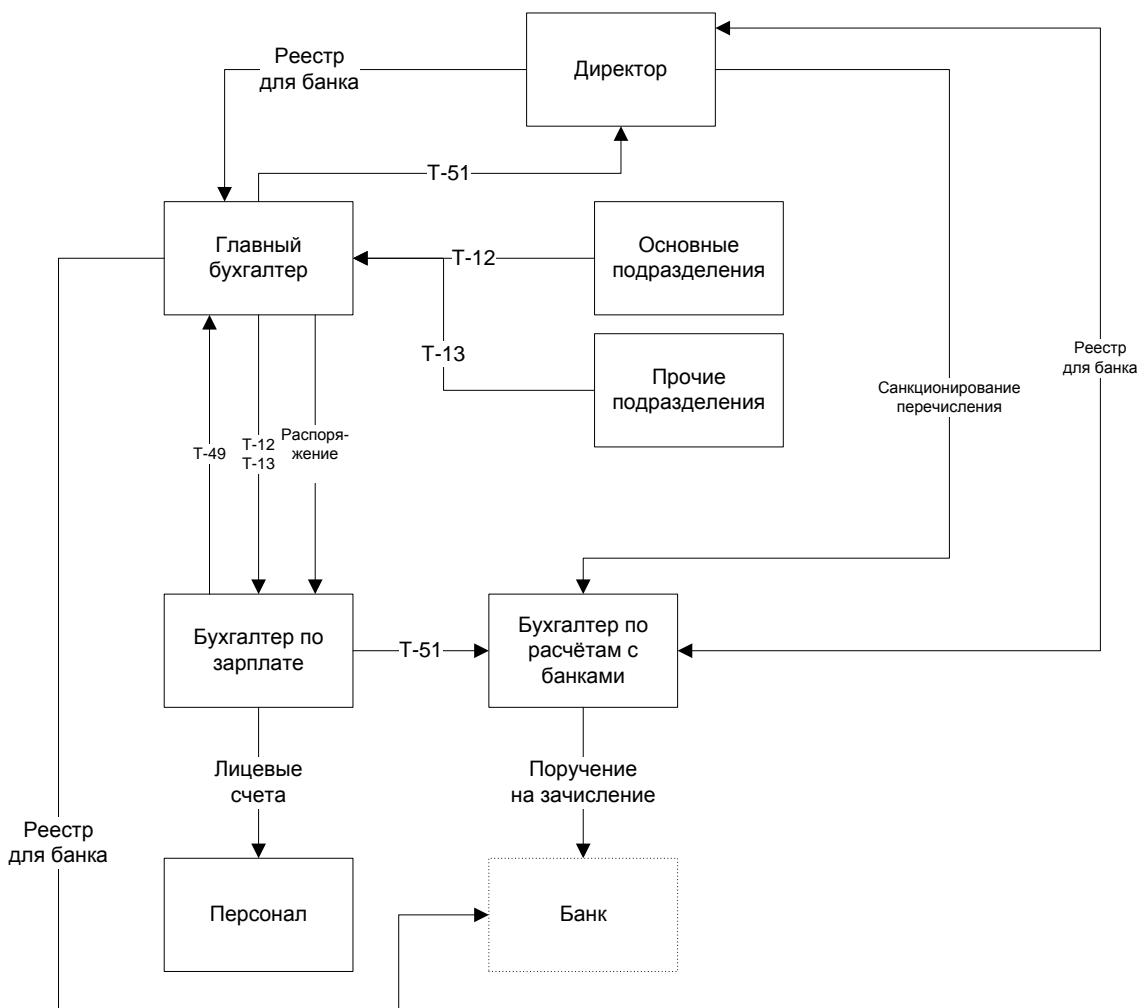 Реестр
для банка
Директор
Т-51
Главный
бухгалтер
Т-12
Основные
подразделения
Т-13
Прочие
подразделения
Реестр
для банка
Санкционирование
перечисления
Т-49
Т-12
Т-13
Распоря-
жение
Бухгалтер по
зарплате
Т-51
Бухгалтер по
расчётам с
банками
Лицевые
счета
Поручение
на зачисление
Реестр
для банка
Персонал
Банк